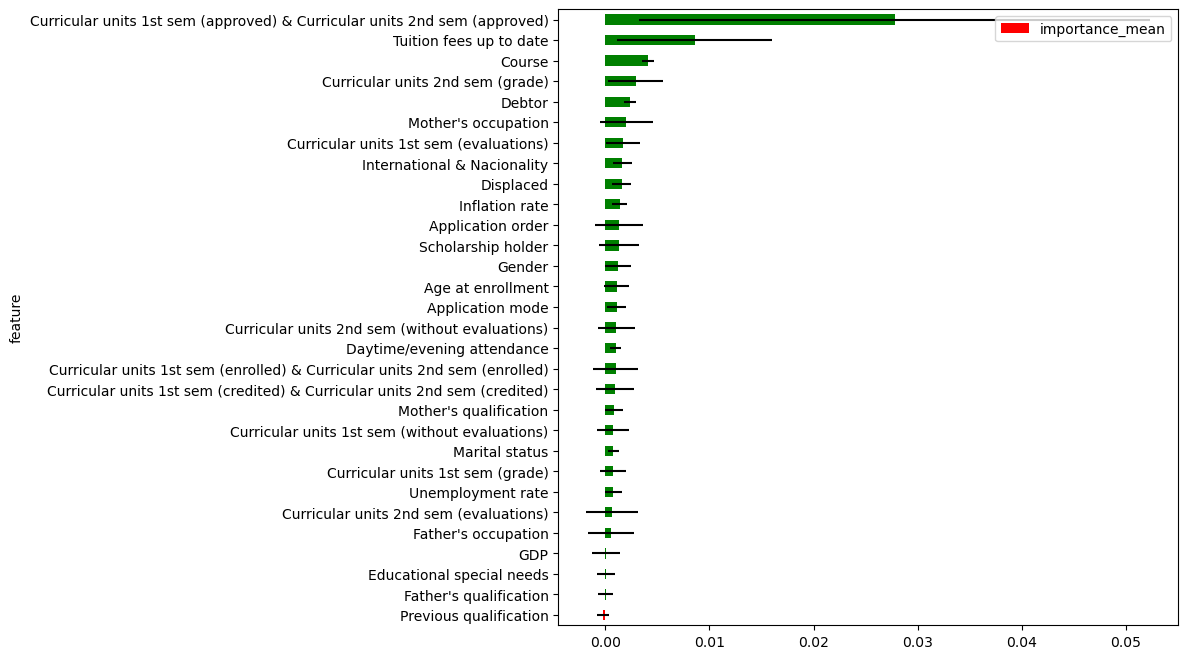 Curricular units 1st sem (approved) & Curricular units 2nd sem (approved)
Tuition fees up to date
Course
Curricular units 2nd sem (grade)
Debtor
Mother's occupation
Curricular units 1st sem (evaluations)
International & Nacionality
Displaced
Inflation rate
Application order
Scholarship holder
Gender
Age at enrollment
Application mode
Curricular units 2nd sem (without evaluations)
Daytime/evening attendance
Curricular units 1st sem (enrolled) & Curricular units 2nd sem (enrolled)
Curricular units 1st sem (credited) & Curricular units 2nd sem (credited)
Mother's qualification
Curricular units 1st sem (without evaluations)
Marital status
Curricular units 1st sem (grade)
Unemployment rate
Curricular units 2nd sem (evaluations)
Father's occupation
GDP
Educational special needs
Father's qualification
Previous qualification
feature
importance_mean
0.00 0.01 0.02 0.03 0.04 0.05